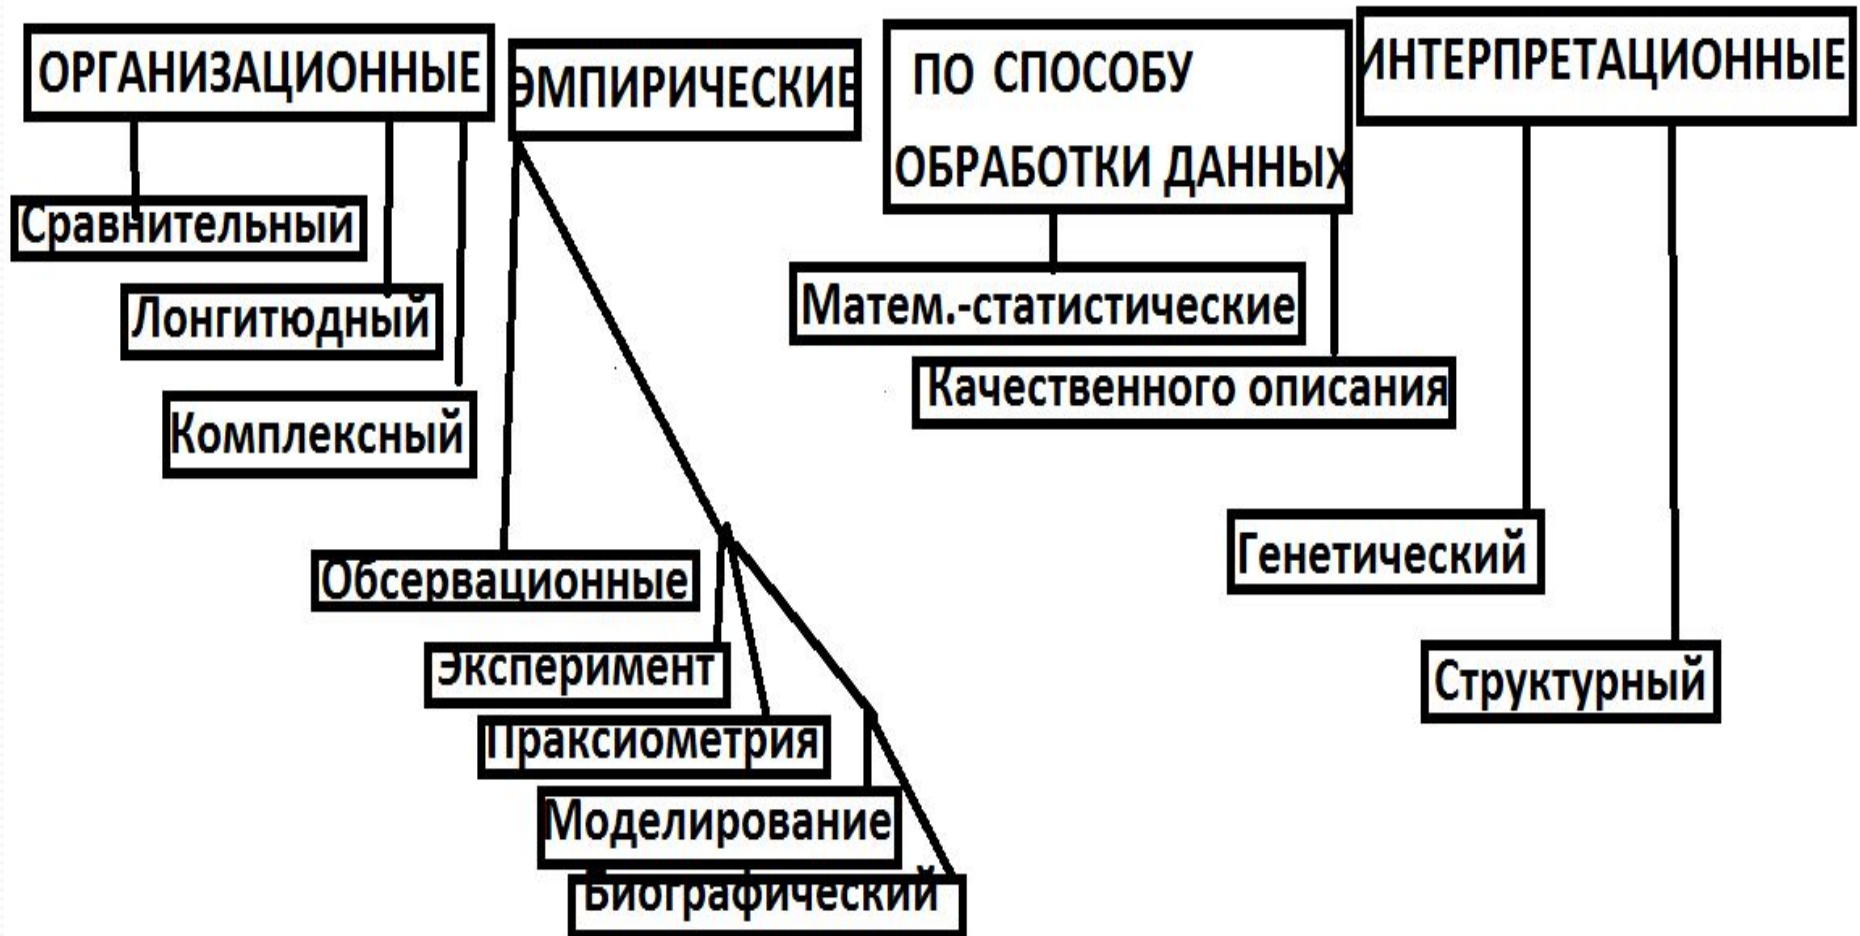 ОРГАНИЗАЦИОННЫЕ
ЭМПИРИЧЕСКИЕ
ПО СПОСОБУ
ОБРАБОТКИ ДАННЫХ
ИНТЕРПРЕТАЦИОННЫЕ
Сравнительный
Лонгитюдный
Комплексный
Обсервационные
Эксперимент
Праксиометрия
Моделирование
Биографический
Матем.-статистические
Качественного описания
Генетический
Структурный